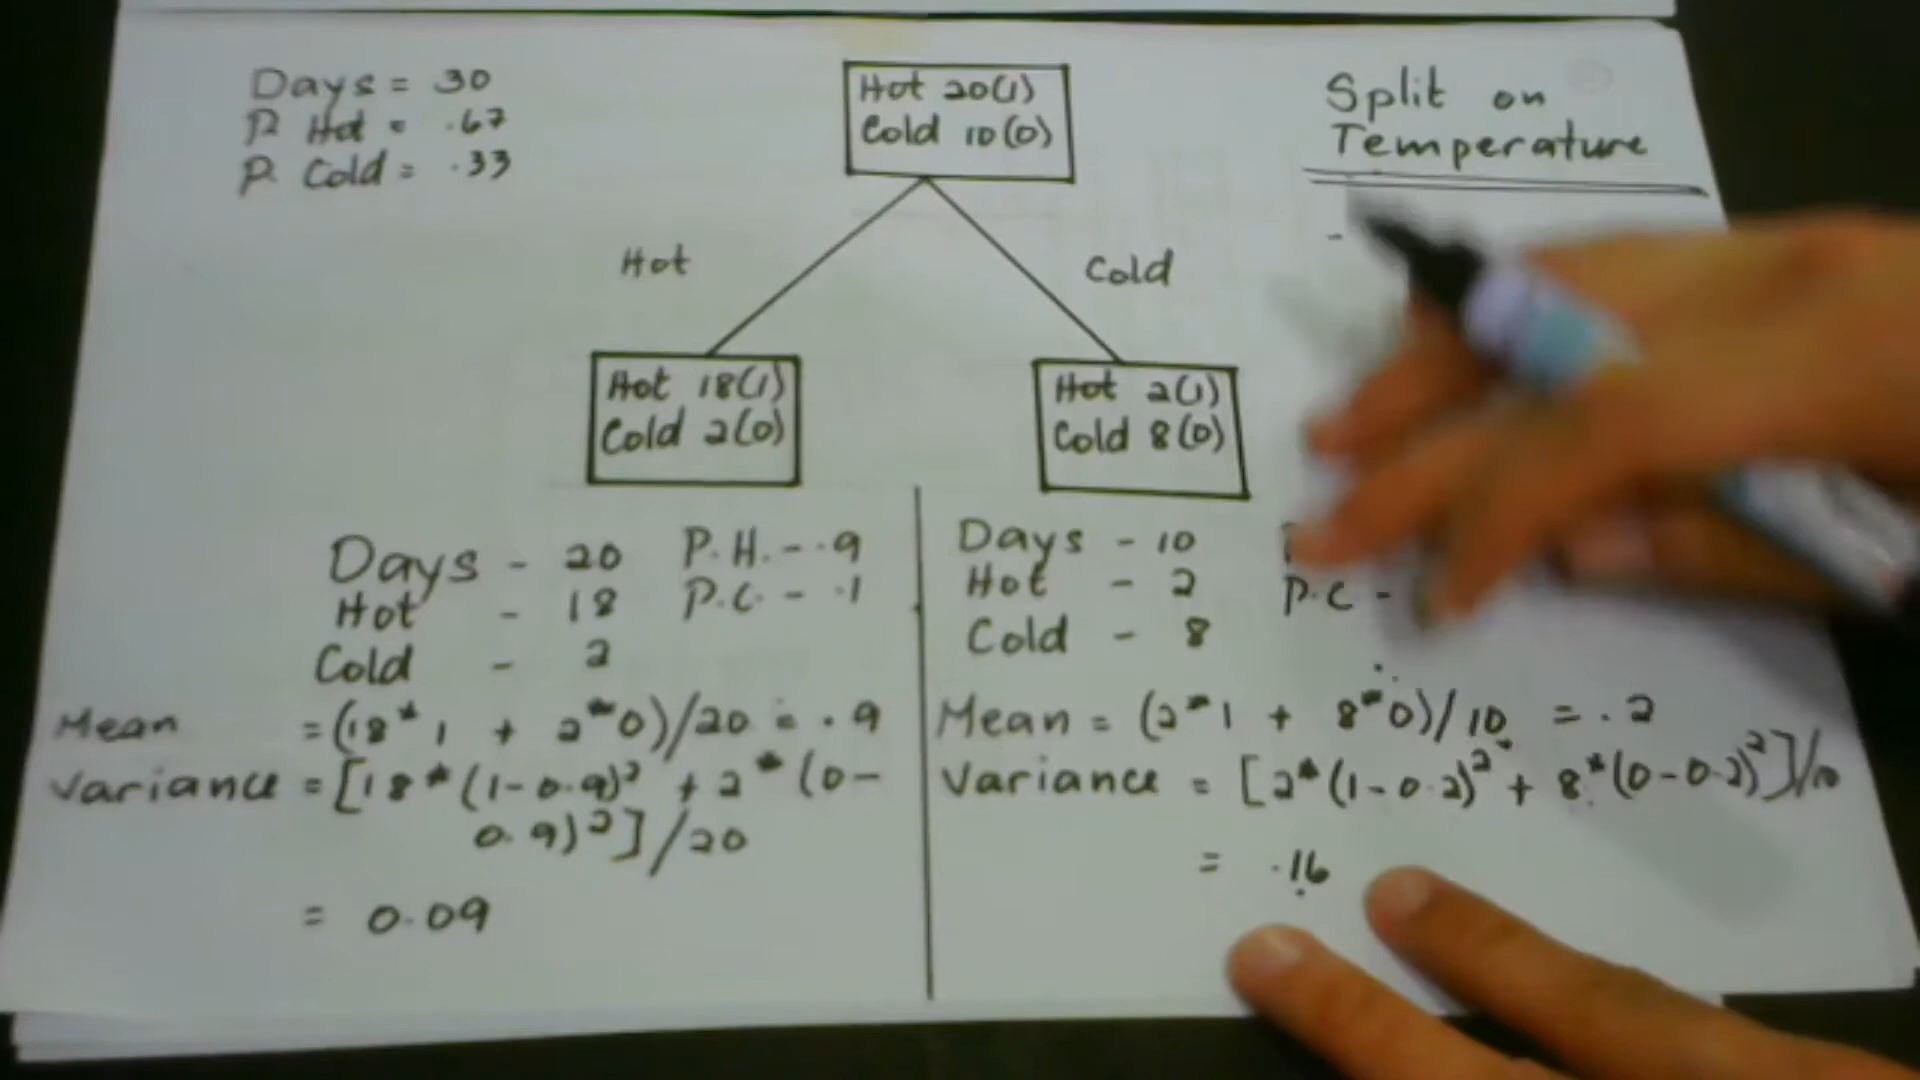 Days = 30
P Hot = .67
P. Cold = .33
Hot 20(1)
Cold 10(0)
Split on
Temperature
-
Hot
Cold
Hot 18(1)
Cold 2(0)
Hot 2(1)
Cold 8(0)
Days - 20 P.H. - .9
Hot - 18 P.C. - .1
Cold - 2
Mean = (18*1 + 2*0)/20 = .9
Variance = [18*(1-0.9)² + 2*(0-
0.9)²]/20
= 0.09
Days - 10
Hot - 2 P.C -
Cold - 8
Mean = (2*1 + 8*0)/10 = .2
Variance = [2*(1-0.2)² + 8*(0-0.2)²]/10
= .16